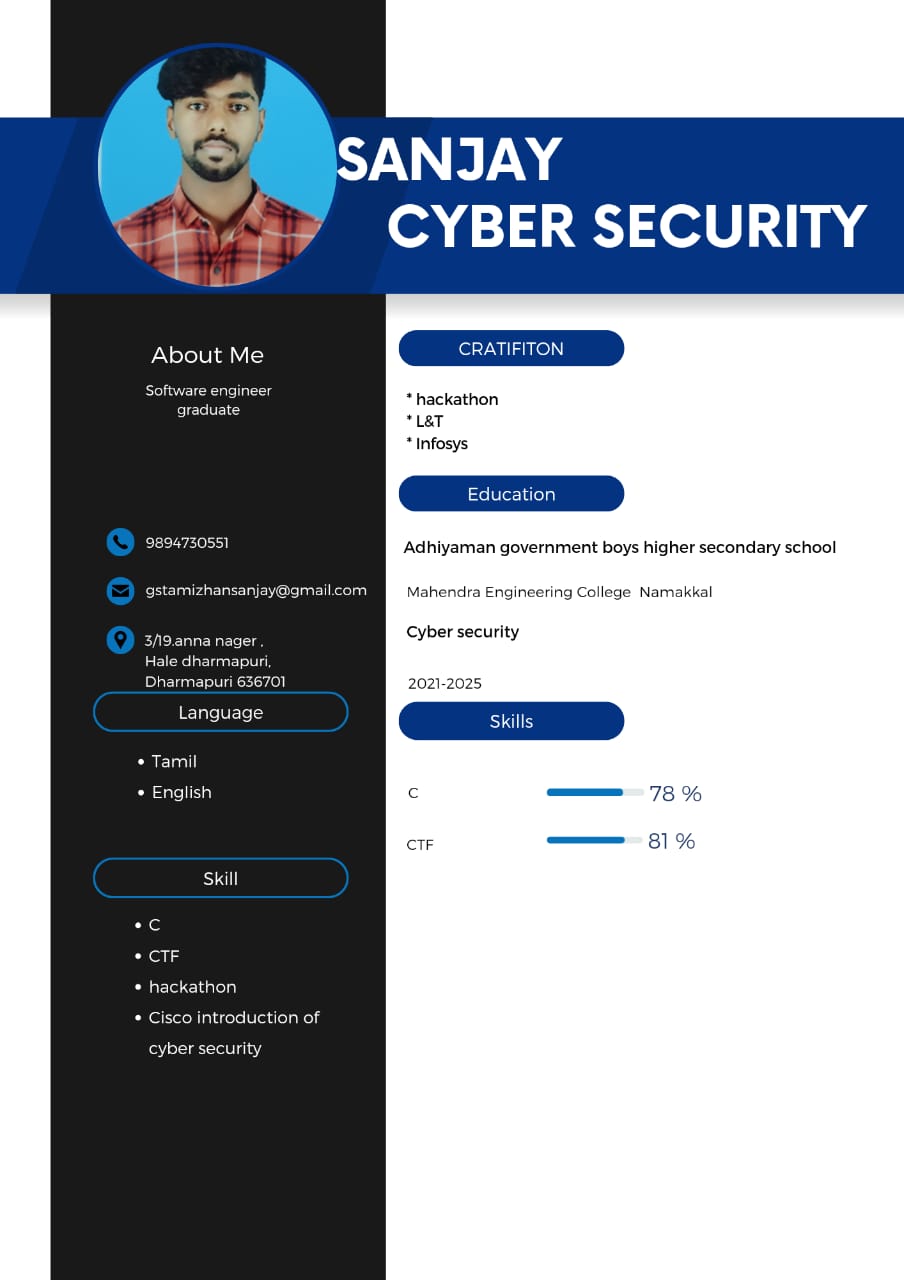 SANJAY
CYBER SECURITY
About Me
Software engineer
graduate
9894730551
gstamizhansanjay@gmail.com
3/19.anna nager ,
Hale dharmapuri,
Dharmapuri 636701
Language
• Tamil
• English
Skill
• C
• CTF
• hackathon
• Cisco introduction of
cyber security
CRATIFITON
* hackathon
* L&T
* Infosys
Education
Adhiyaman government boys higher secondary school
Mahendra Engineering College Namakkal
Cyber security
2021-2025
Skills
C 78 %
CTF 81 %